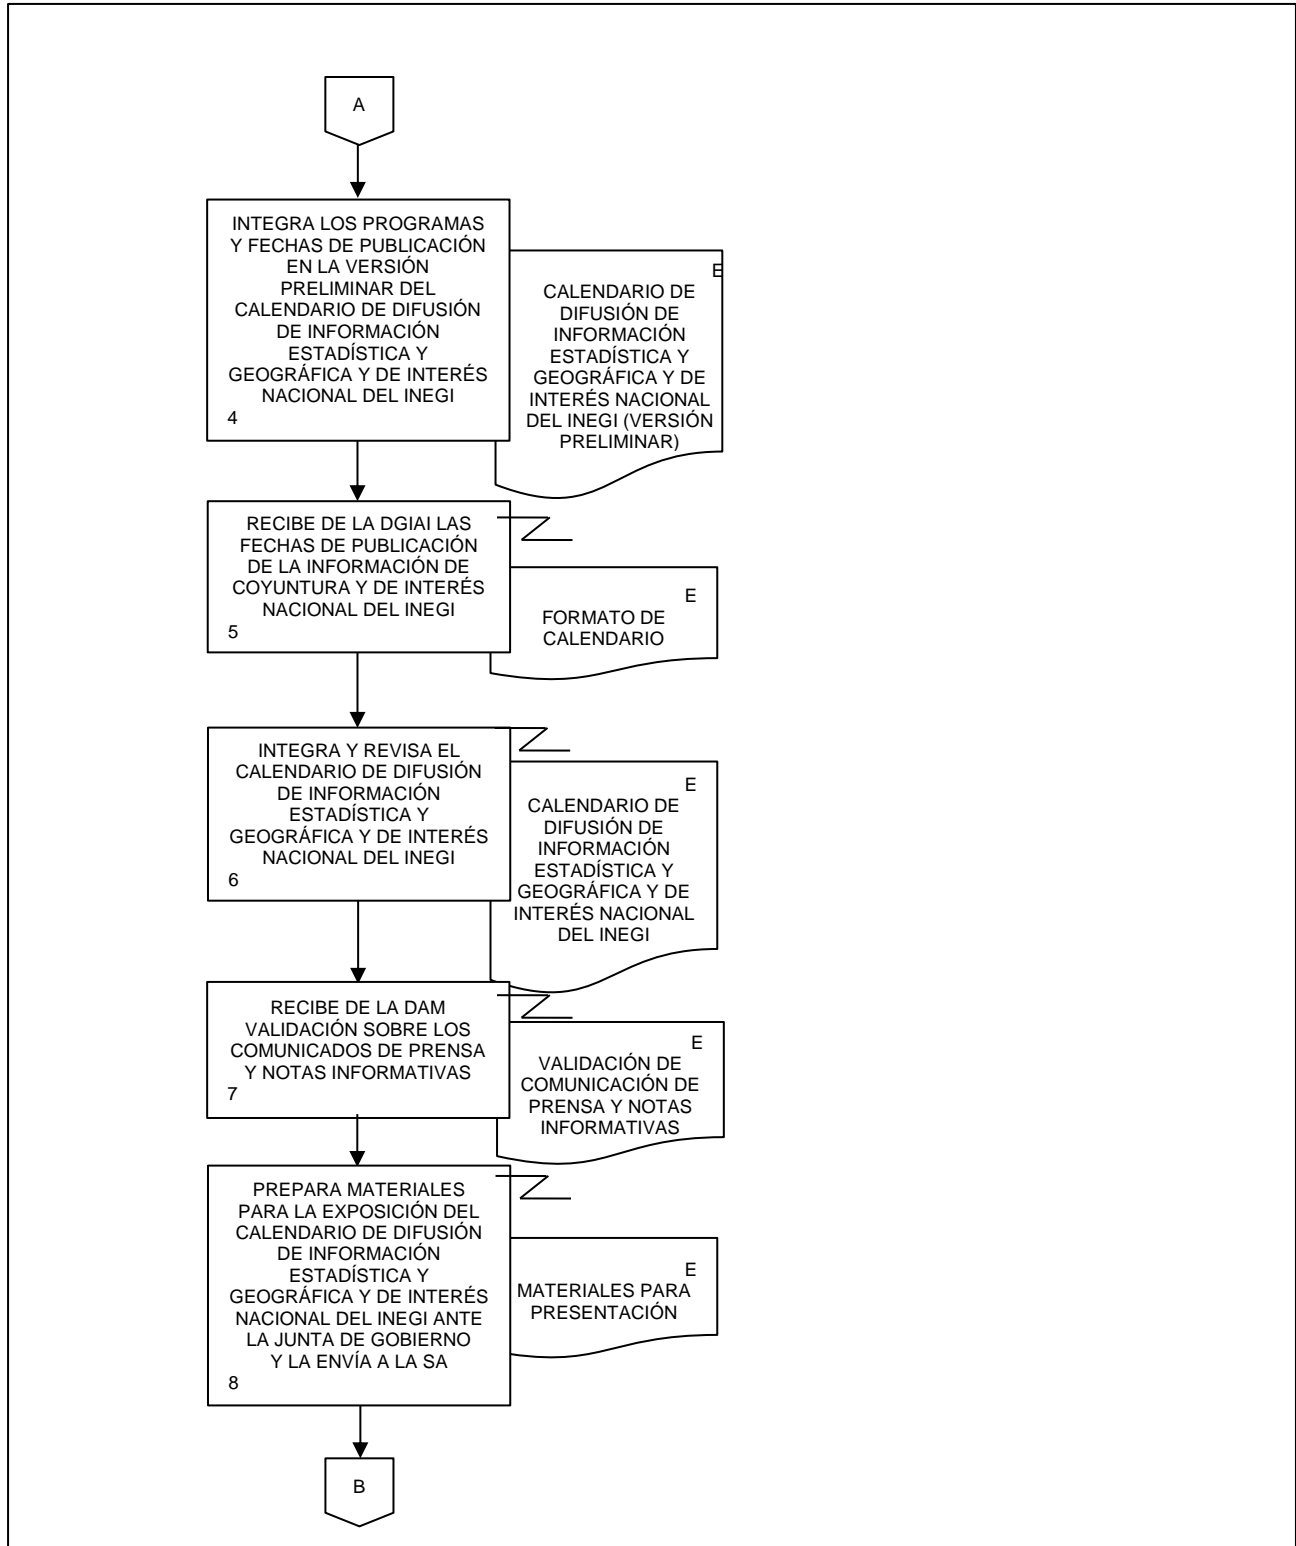 A
INTEGRA LOS PROGRAMAS
Y FECHAS DE PUBLICACIÓN
EN LA VERSIÓN
PRELIMINAR DEL
CALENDARIO DE DIFUSIÓN
DE INFORMACIÓN
ESTADÍSTICA Y
GEOGRÁFICA Y DE INTERÉS
NACIONAL DEL INEGI
4
E
CALENDARIO DE
DIFUSIÓN DE
INFORMACIÓN
ESTADÍSTICA Y
GEOGRÁFICA Y DE
INTERÉS NACIONAL
DEL INEGI (VERSIÓN
PRELIMINAR)
RECIBE DE LA DGIAI LAS
FECHAS DE PUBLICACIÓN
DE LA INFORMACIÓN DE
COYUNTURA Y DE INTERÉS
NACIONAL DEL INEGI
5
E
FORMATO DE
CALENDARIO
INTEGRA Y REVISA EL
CALENDARIO DE DIFUSIÓN
DE INFORMACIÓN
ESTADÍSTICA Y
GEOGRÁFICA Y DE INTERÉS
NACIONAL DEL INEGI
6
E
CALENDARIO DE
DIFUSIÓN DE
INFORMACIÓN
ESTADÍSTICA Y
GEOGRÁFICA Y DE
INTERÉS NACIONAL
DEL INEGI
RECIBE DE LA DAM
VALIDACIÓN SOBRE LOS
COMUNICADOS DE PRENSA
Y NOTAS INFORMATIVAS
7
E
VALIDACIÓN DE
COMUNICACIÓN DE
PRENSA Y NOTAS
INFORMATIVAS
PREPARA MATERIALES
PARA LA EXPOSICIÓN DEL
CALENDARIO DE DIFUSIÓN
DE INFORMACIÓN
ESTADÍSTICA Y
GEOGRÁFICA Y DE INTERÉS
NACIONAL DEL INEGI ANTE
LA JUNTA DE GOBIERNO
Y LA ENVÍA A LA SA
8
E
MATERIALES PARA
PRESENTACIÓN
B